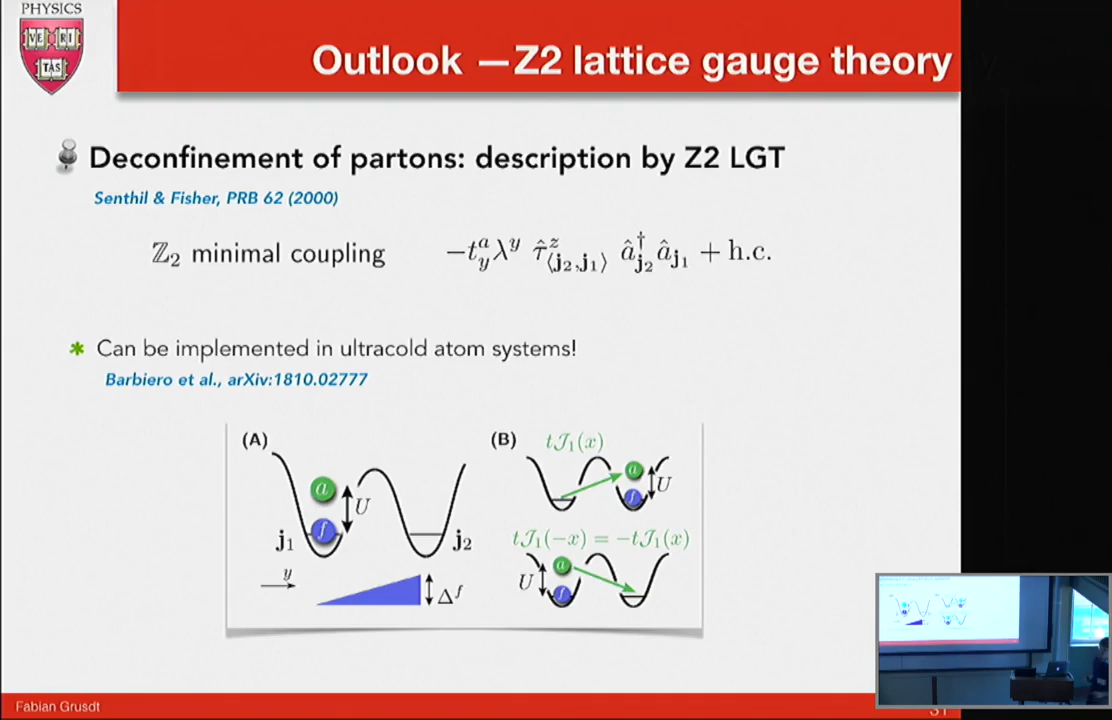 PHYSICS
VE RI
TAS
Outlook —Z2 lattice gauge theory
Deconfinement of partons: description by Z2 LGT
Senthil & Fisher, PRB 62 (2000)
ℤ₂ minimal coupling −t_y^a λ^y τ̂^z_⟨j₂,j₁⟩ â†_j₂ â_j₁ + h.c.
* Can be implemented in ultracold atom systems!
Barbiero et al., arXiv:1810.02777
(A) (B) t𝒥₁(x)
a a
U f U
f
j₁ j₂ t𝒥₁(−x) = −t𝒥₁(x)
y a
U f
Δ^f
Fabian Grusdt
31